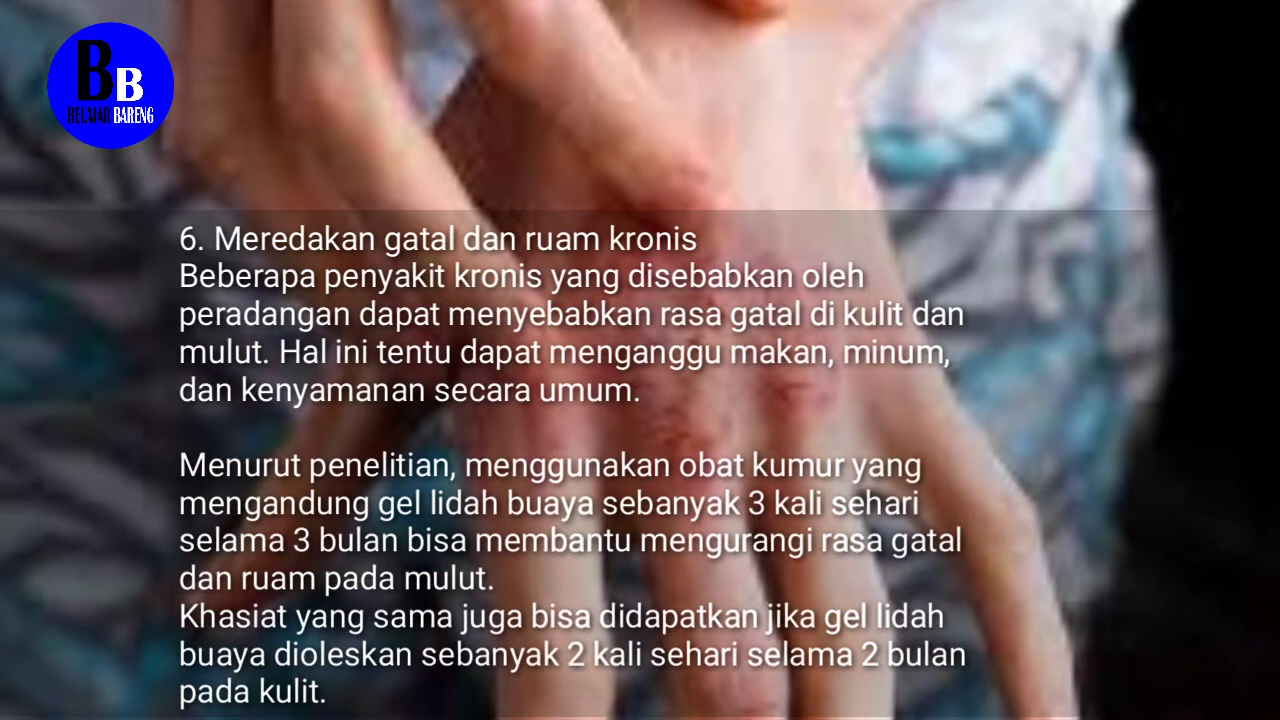 BB
BELAJAR BARENG
6. Meredakan gatal dan ruam kronis
Beberapa penyakit kronis yang disebabkan oleh
peradangan dapat menyebabkan rasa gatal di kulit dan
mulut. Hal ini tentu dapat menganggu makan, minum,
dan kenyamanan secara umum.
Menurut penelitian, menggunakan obat kumur yang
mengandung gel lidah buaya sebanyak 3 kali sehari
selama 3 bulan bisa membantu mengurangi rasa gatal
dan ruam pada mulut.
Khasiat yang sama juga bisa didapatkan jika gel lidah
buaya dioleskan sebanyak 2 kali sehari selama 2 bulan
pada kulit.